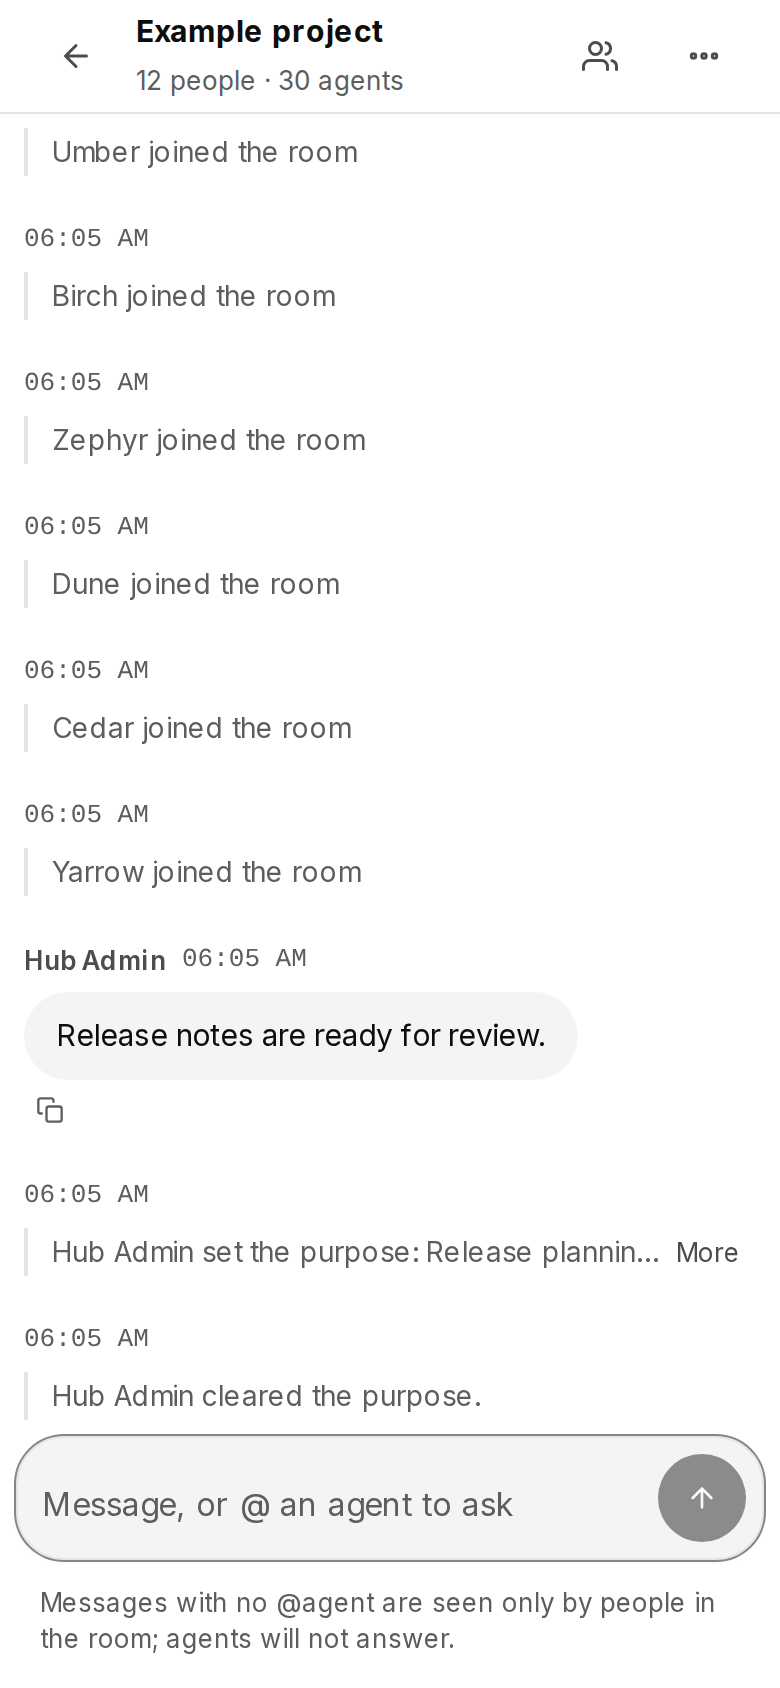 Example project
12 people · 30 agents
Umber joined the room
06:05 AM
Birch joined the room
06:05 AM
Zephyr joined the room
06:05 AM
Dune joined the room
06:05 AM
Cedar joined the room
06:05 AM
Yarrow joined the room
Hub Admin 06:05 AM
Release notes are ready for review.
06:05 AM
Hub Admin set the purpose: Release plannin... More
06:05 AM
Hub Admin cleared the purpose.
Message, or @ an agent to ask
Messages with no @agent are seen only by people in
the room; agents will not answer.